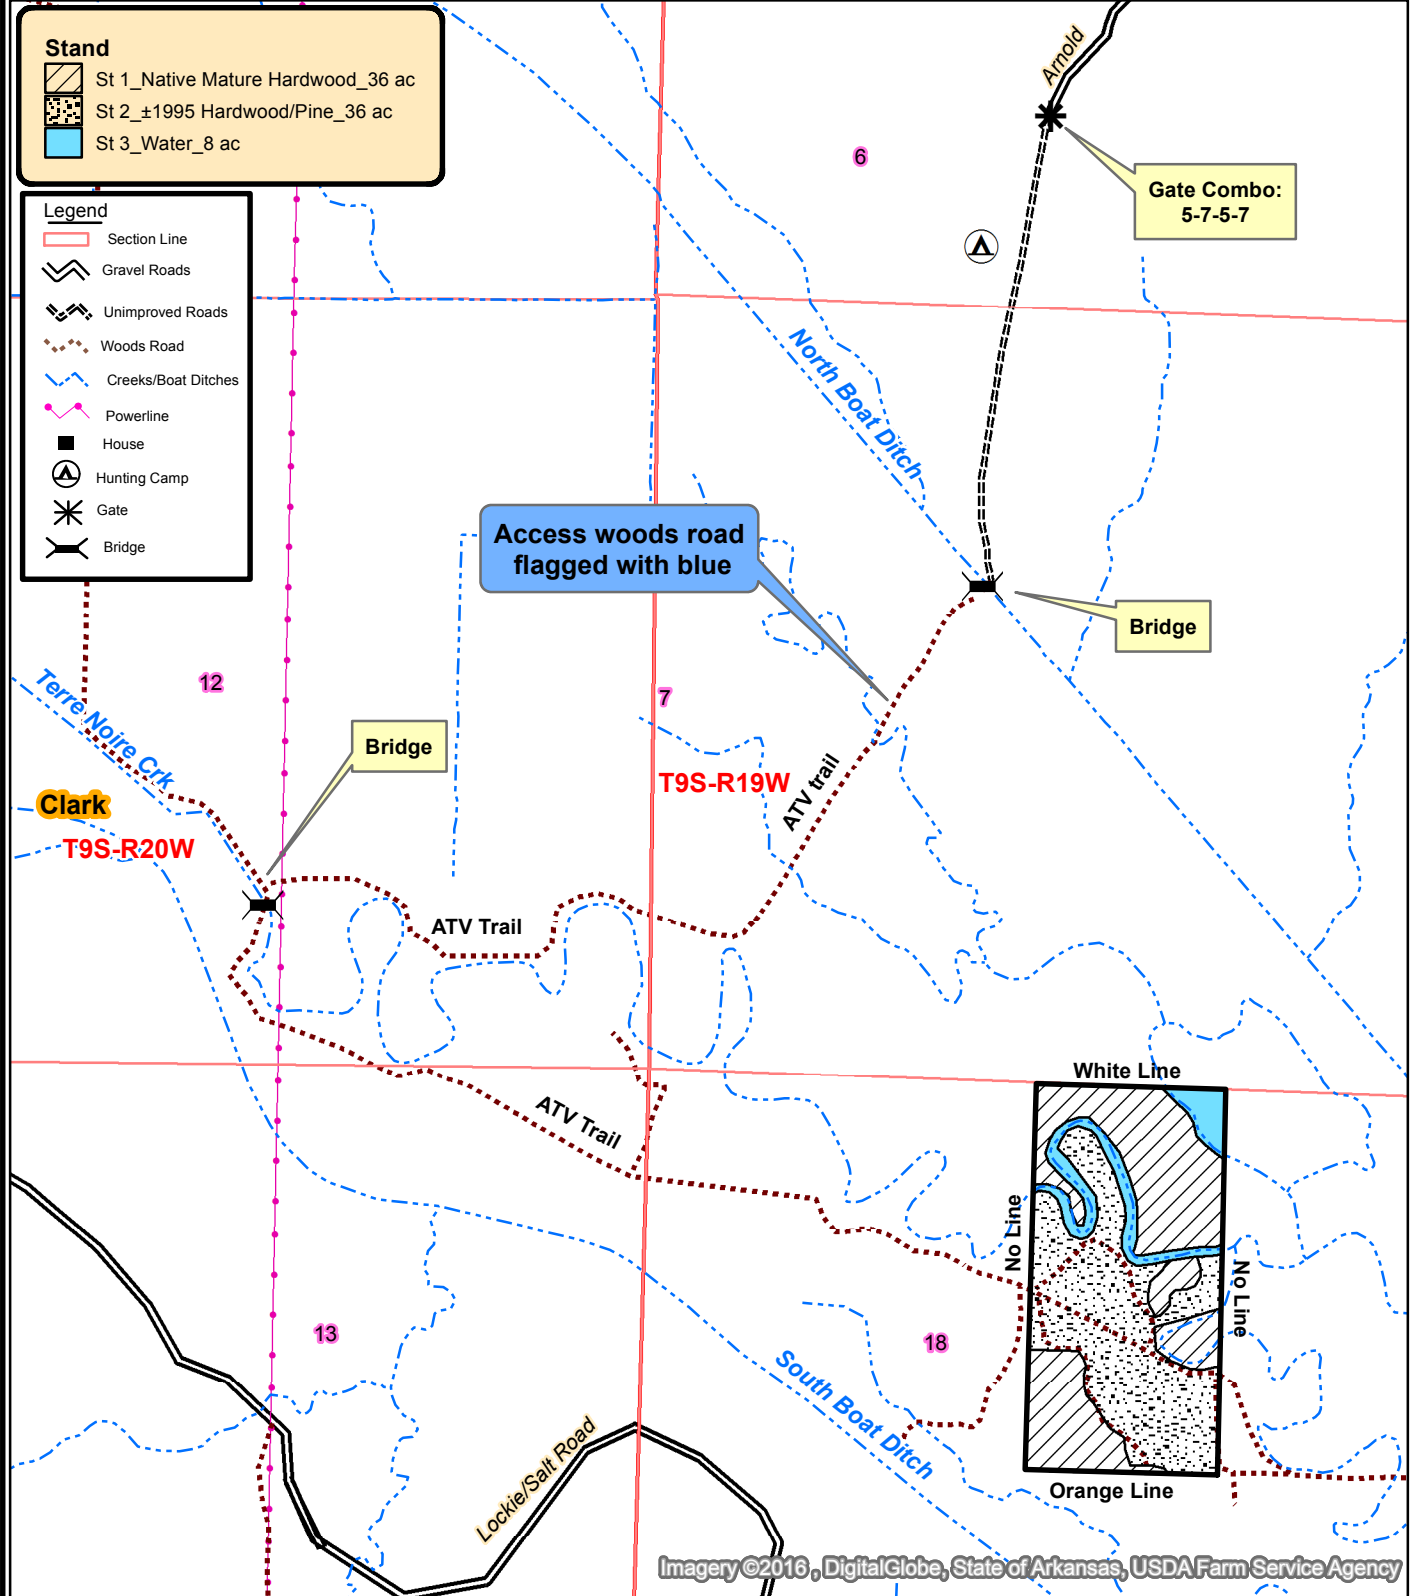 Stand
St 1_Native Mature Hardwood_36 ac
St 2_±1995 Hardwood/Pine_36 ac
St 3_Water_8 ac
Legend
Section Line
Gravel Roads
Unimproved Roads
Woods Road
Creeks/Boat Ditches
Powerline
House
Hunting Camp
Gate
Bridge
Arnold
6
Gate Combo:
5-7-5-7
North Boat Ditch
Access woods road
flagged with blue
Bridge
12
7
Terre Noire Crk
Bridge
T9S-R19W
ATV trail
Clark
T9S-R20W
ATV Trail
White Line
ATV Trail
No Line
No Line
13
18
South Boat Ditch
Lockie/Salt Road
Orange Line
Imagery ©2016 , DigitalGlobe, State of Arkansas, USDA Farm Service Agency